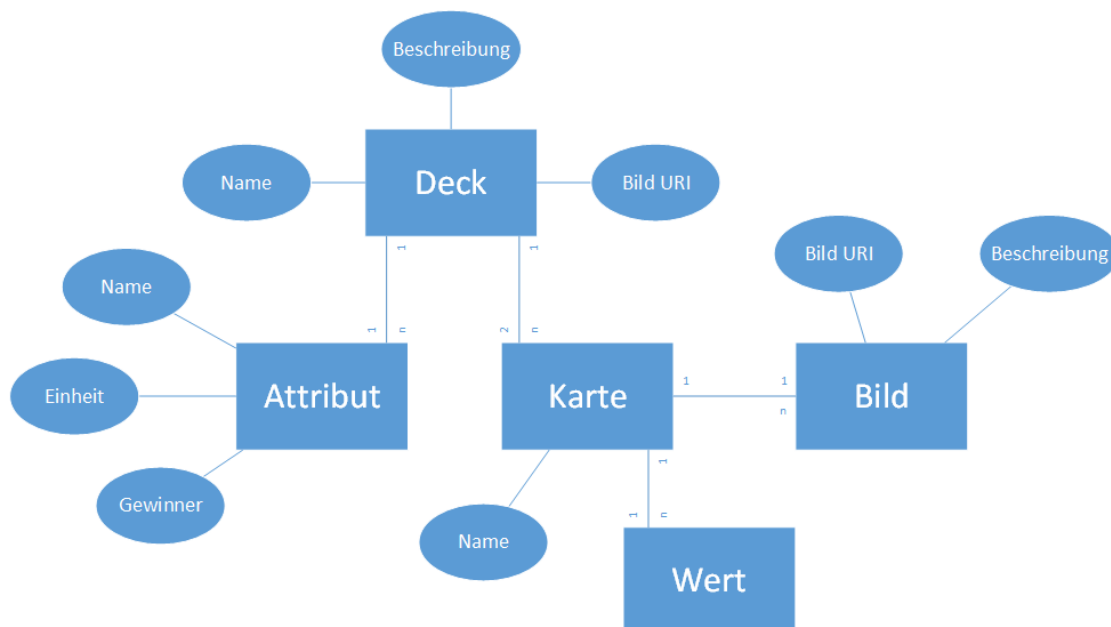 Beschreibung
Deck
Name
Bild URI
1
1
Name
Bild URI
Beschreibung
1
n
2
n
Attribut
Einheit
Gewinner
Karte
1
1
n
Bild
Name
1
1
n
Wert